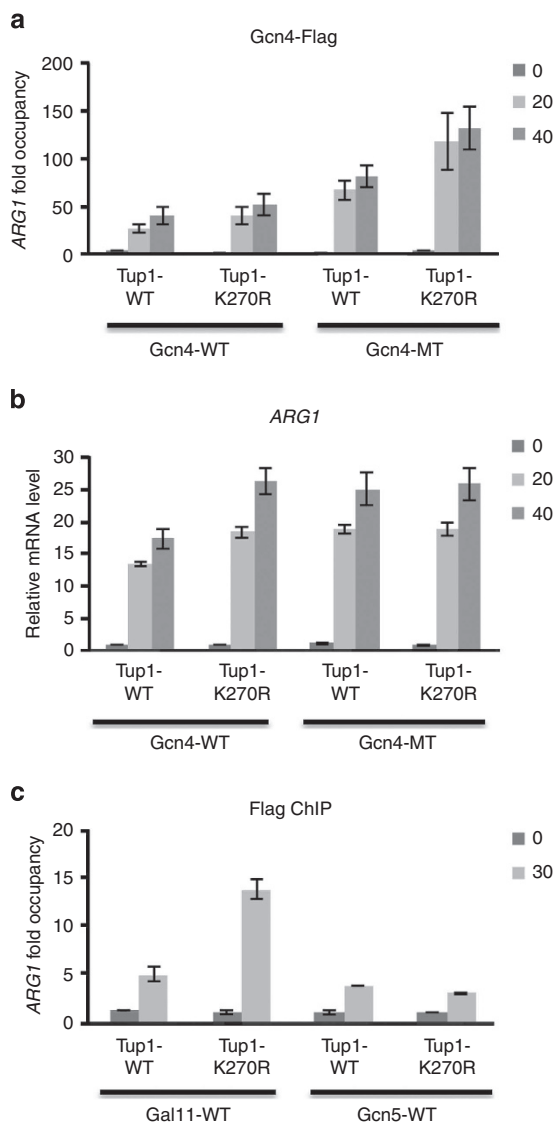 a
Gcn4-Flag
ARG1 fold occupancy
200
150
100
50
0
0
20
40
Tup1-WT
Tup1-K270R
Tup1-WT
Tup1-K270R
Gcn4-WT
Gcn4-MT
b
ARG1
Relative mRNA level
30
25
20
15
10
5
0
0
20
40
Tup1-WT
Tup1-K270R
Tup1-WT
Tup1-K270R
Gcn4-WT
Gcn4-MT
c
Flag ChIP
ARG1 fold occupancy
20
15
10
5
0
0
30
Tup1-WT
Tup1-K270R
Tup1-WT
Tup1-K270R
Gal11-WT
Gcn5-WT